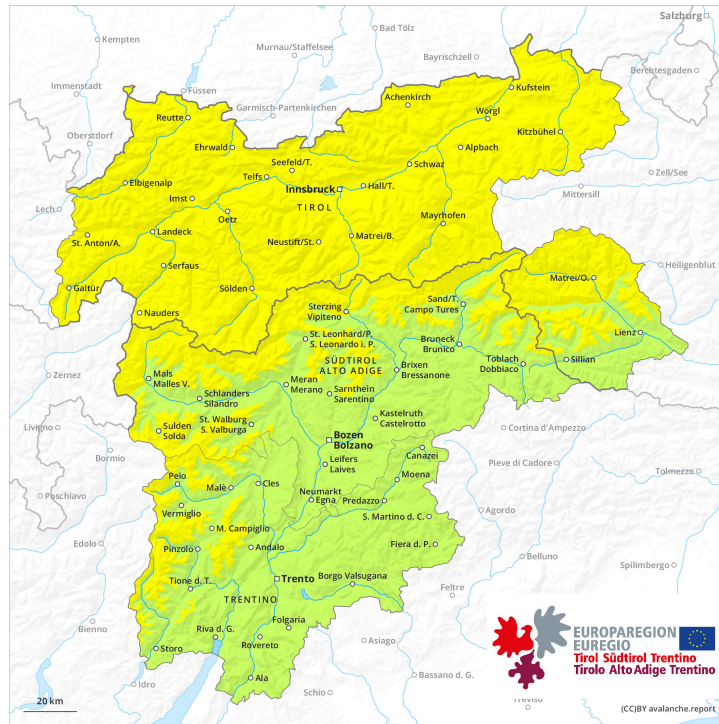 Salzburg
Kempten
Bad Tölz
Murnau/Staffelsee
Bayrischzell
Berchtesgaden
Immenstadt
Füssen
Kufstein
Achenkirch
Garmisch-Partenkirchen
Reutte
Wörgl
Oberstdorf
Ehrwald
Kitzbühel
Alpbach
Seefeld/T.
Schwaz
Telfs
Zell/See
Elbigenalp
Innsbruck
Hall/T.
Mittersill
Imst
TIROL
Lech
Oetz
Mayrhofen
Landeck
St. Anton/A.
Neustift/St.
Matrei/B.
Serfaus
Heiligenblut
Matrei/O.
Galtür
Sölden
Sand/T.
Campo Tures
Nauders
Sterzing
Vipiteno
Lienz
St. Leonhard/P.
S. Leonardo i. P.
Bruneck
Brunico
Toblach
Dobbiaco
Sillian
SÜDTIROL
ALTO ADIGE
Brixen
Bressanone
Zernez
Mals
Malles V.
Meran
Merano
Schlanders
Silandro
Sarnthein
Sarentino
St. Walburg
S. Valburga
Kastelruth
Castelrotto
Livigno
Sulden
Solda
Cortina d'Ampezzo
Bozen
Bolzano
Bormio
Canazei
Pieve di Cadore
Leifers
Laives
Tolmezzo
Peio
Moena
Malè
Cles
Poschiavo
Neumarkt
Egna
Predazzo
Vermiglio
Agordo
S. Martino d. C.
M. Campiglio
Edolo
Fiera d. P.
Pinzolo
Andalo
Belluno
Spilimbergo
Tione d. T.
Trento
Borgo Valsugana
Feltre
TRENTINO
Folgaria
Bienno
Riva d. G.
Rovereto
Asiago
Storo
EUROPAREGION
EUREGIO
Tirol Südtirol Trentino
Tirolo Alto Adige Trentino
Ala
Bassano d. G.
Idro
Schio
Treviso
20 km
(CC)BY avalanche.report